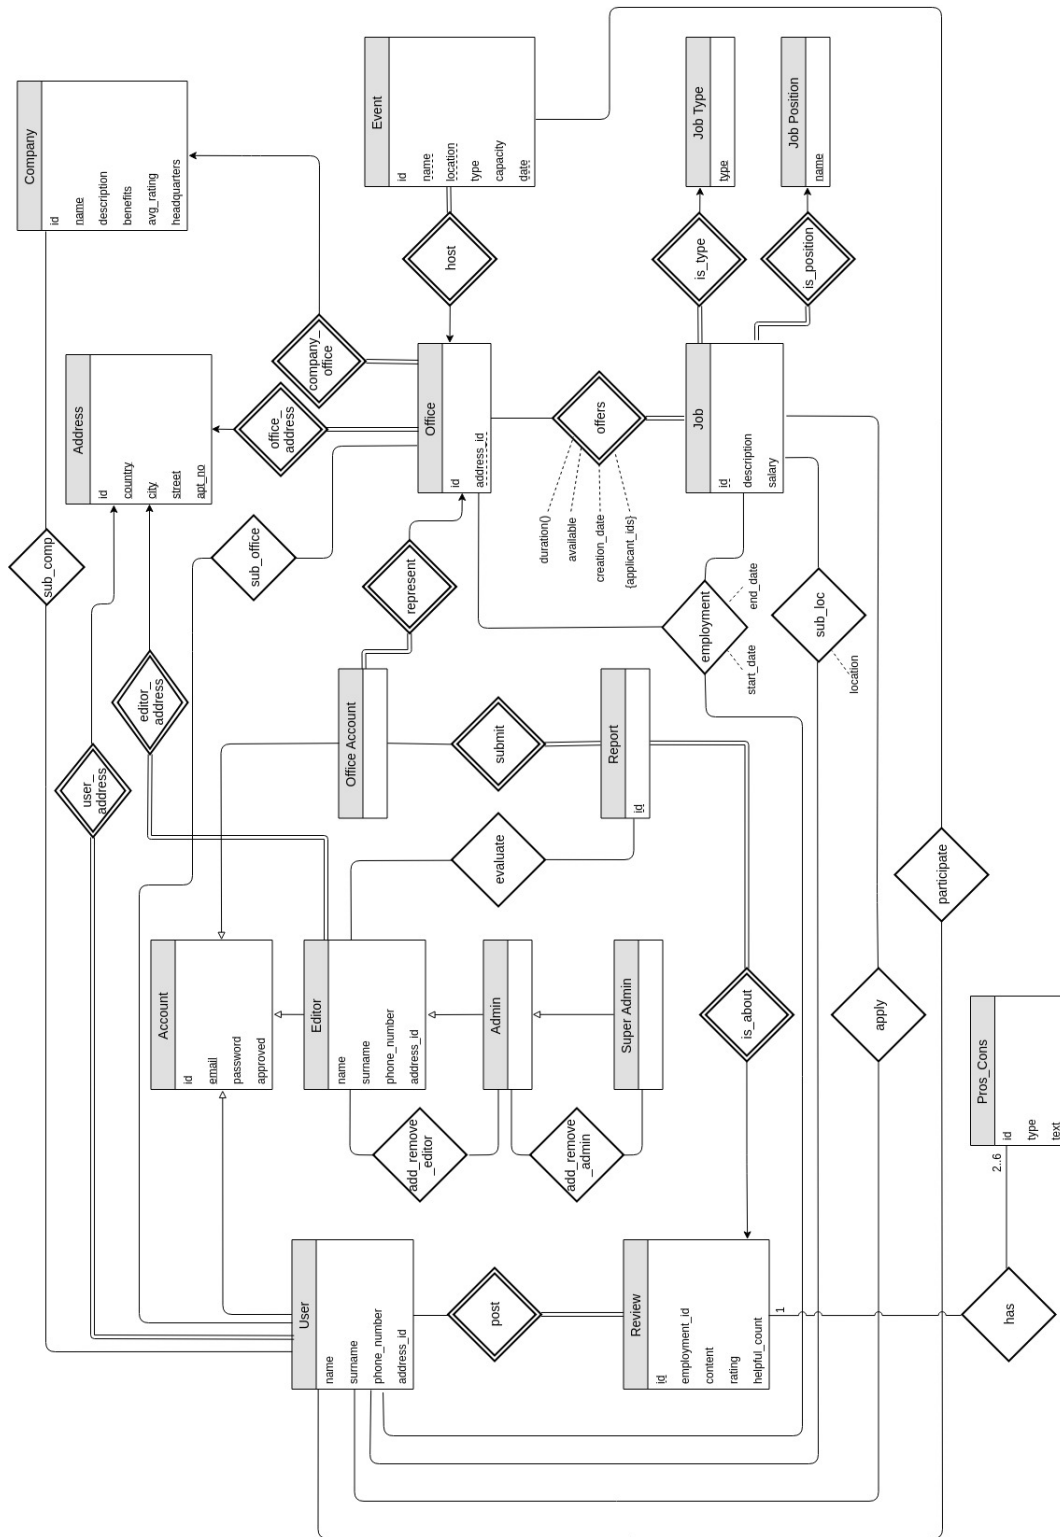 Company
id
name
description
benefits
avg_rating
headquarters
Event
id
name
location
type
capacity
date
Job Type
type
Job Position
name
host
is_type
is_position
company_
office
Address
id
country
city
street
apt_no
office_
address
Office
id
address_id
offers
duration()
available
creation_date
{applicant_ids}
Job
id
description
salary
sub_comp
sub_office
represent
employment
start_date
end_date
sub_loc
location
editor_
address
user_
address
Office Account
submit
Report
id
evaluate
participate
Account
id
email
password
approved
Editor
name
surname
phone_number
address_id
Admin
Super Admin
is_about
apply
Pros_Cons
id
type
text
2..6
add_remove
_editor
add_remove
_admin
User
name
surname
phone_number
address_id
post
Review
id
employment_id
content
rating
helpful_count
1
has